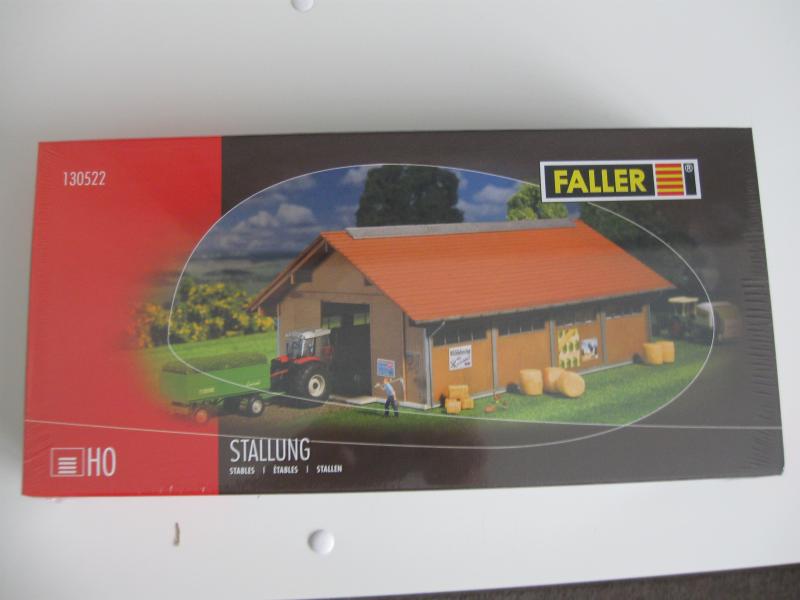 130522
FALLER ®
HO
STALLUNG
STABLES | ÉTABLES | STALLEN